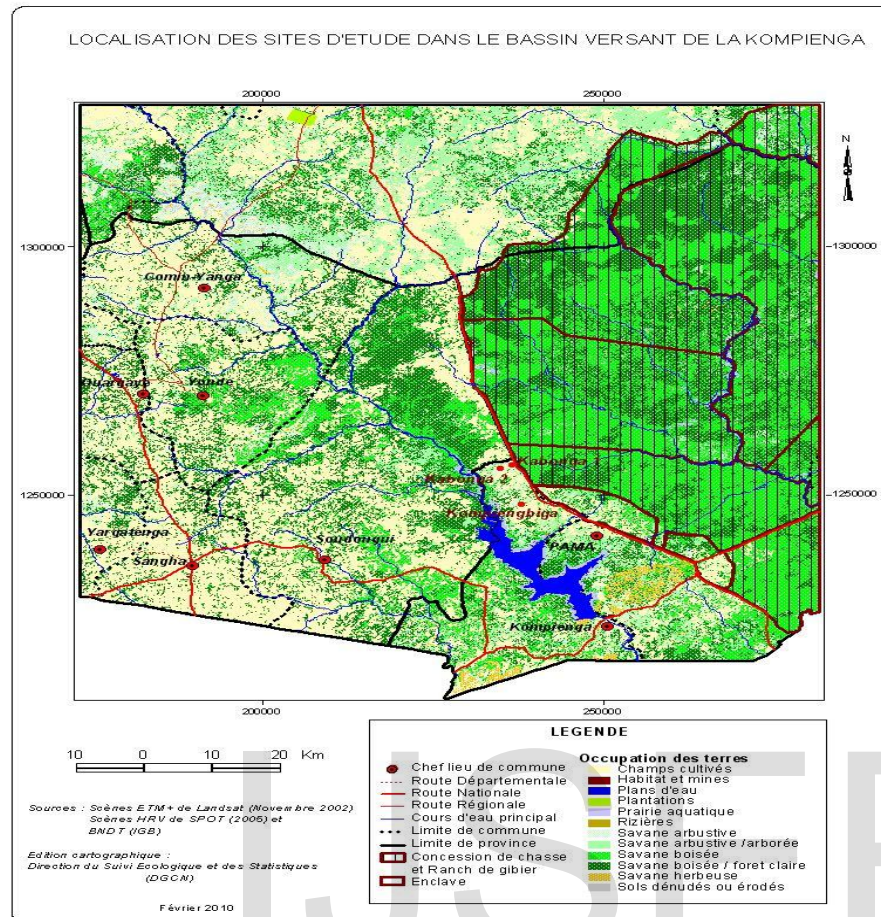 LOCALISATION DES SITES D'ETUDE DANS LE BASSIN VERSANT DE LA KOMPIENGA
200000 250000
N
1300000 1300000
Comin-Yanga
Ouargaye Yonde
Kabonga 1
Kabonga 2
1250000 1250000
Kompiengbiga
Yargatenga
Soudougui
PAMA
Sangha
Kompienga
200000 250000
10 0 10 20 Km
Sources : Scènes ETM+ de Landsat (Novembre 2002)
Scènes HRV de SPOT (2005) et
BNDT (IGB)
Edition cartographique :
Direction du Suivi Ecologique et des Statistiques
(DGCN)
Février 2010
LEGENDE
Chef lieu de commune
Route Départementale
Route Nationale
Route Régionale
Cours d'eau principal
Limite de commune
Limite de province
Concession de chasse
et Ranch de gibier
Enclave
Occupation des terres
Champs cultivés
Habitat et mines
Plans d'eau
Plantations
Prairie aquatique
Rizières
Savane arbustive
Savane arbustive /arborée
Savane boisée
Savane boisée / foret claire
Savane herbeuse
Sols dénudés ou érodés
IJSER